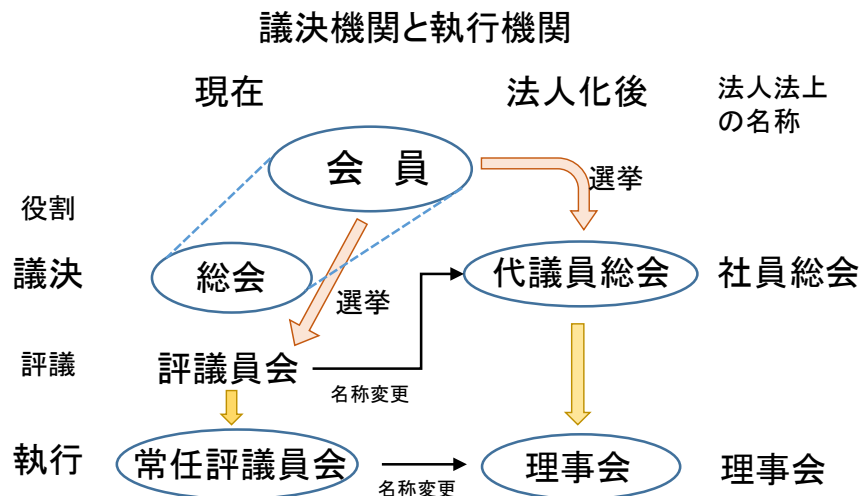 議決機関と執行機関
現在
法人化後
法人法上
の名称
会 員
選挙
役割
議決
総会
代議員総会
社員総会
選挙
評議
評議員会
名称変更
執行
常任評議員会
名称変更
理事会
理事会